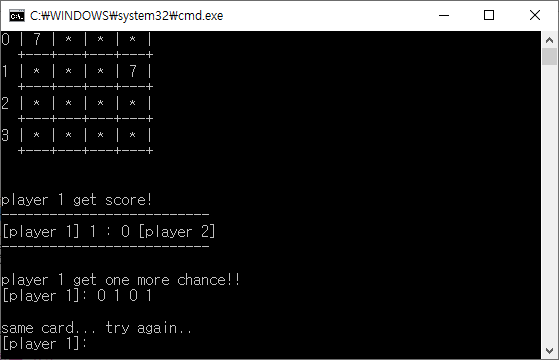 C:₩WINDOWS₩system32₩cmd.exe
0 | 7 | * | * | * |
  +---+---+---+---+
1 | * | * | * | 7 |
  +---+---+---+---+
2 | * | * | * | * |
  +---+---+---+---+
3 | * | * | * | * |
  +---+---+---+---+
player 1 get score!
--------------------------
[player 1] 1 : 0 [player 2]
--------------------------
player 1 get one more chance!!
[player 1]: 0 1 0 1
same card... try again..
[player 1]: